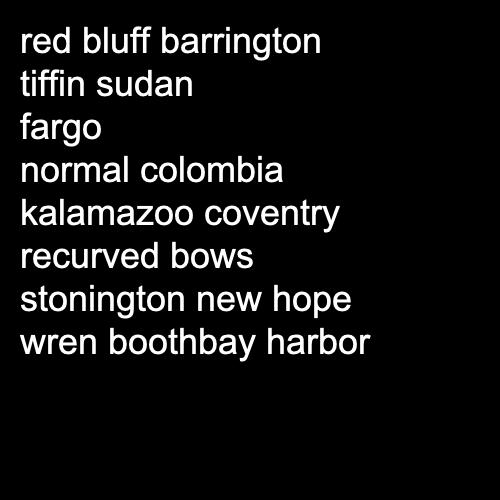 red bluff barrington
tiffin sudan
fargo
normal colombia
kalamazoo coventry
recurved bows
stonington new hope
wren boothbay harbor